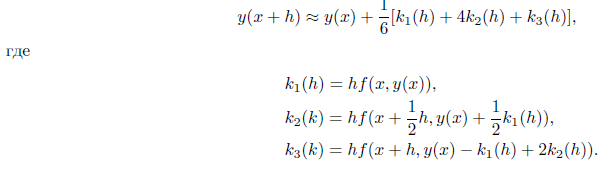 y(x + h) ≈ y(x) + 1/6[k₁(h) + 4k₂(h) + k₃(h)],
где
k₁(h) = hf(x, y(x)),
k₂(k) = hf(x + 1/2h, y(x) + 1/2k₁(h)),
k₃(k) = hf(x + h, y(x) − k₁(h) + 2k₂(h)).